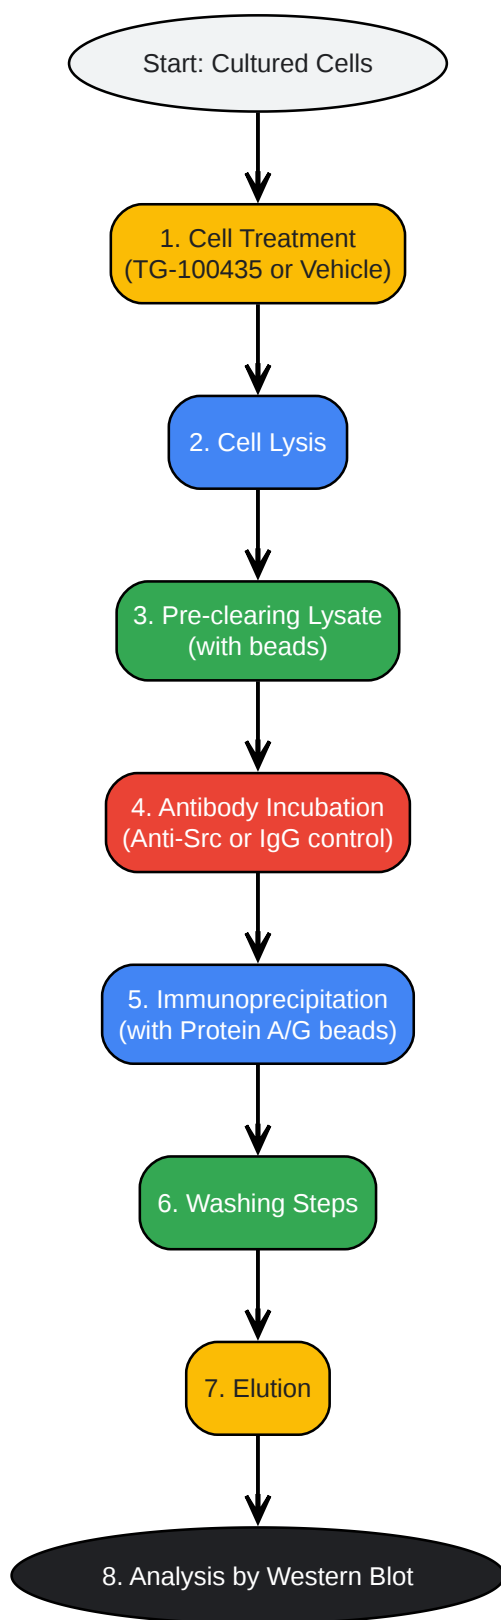 Start: Cultured Cells
1. Cell Treatment
(TG-100435 or Vehicle)
2. Cell Lysis
3. Pre-clearing Lysate
(with beads)
4. Antibody Incubation
(Anti-Src or IgG control)
5. Immunoprecipitation
(with Protein A/G beads)
6. Washing Steps
7. Elution
8. Analysis by Western Blot